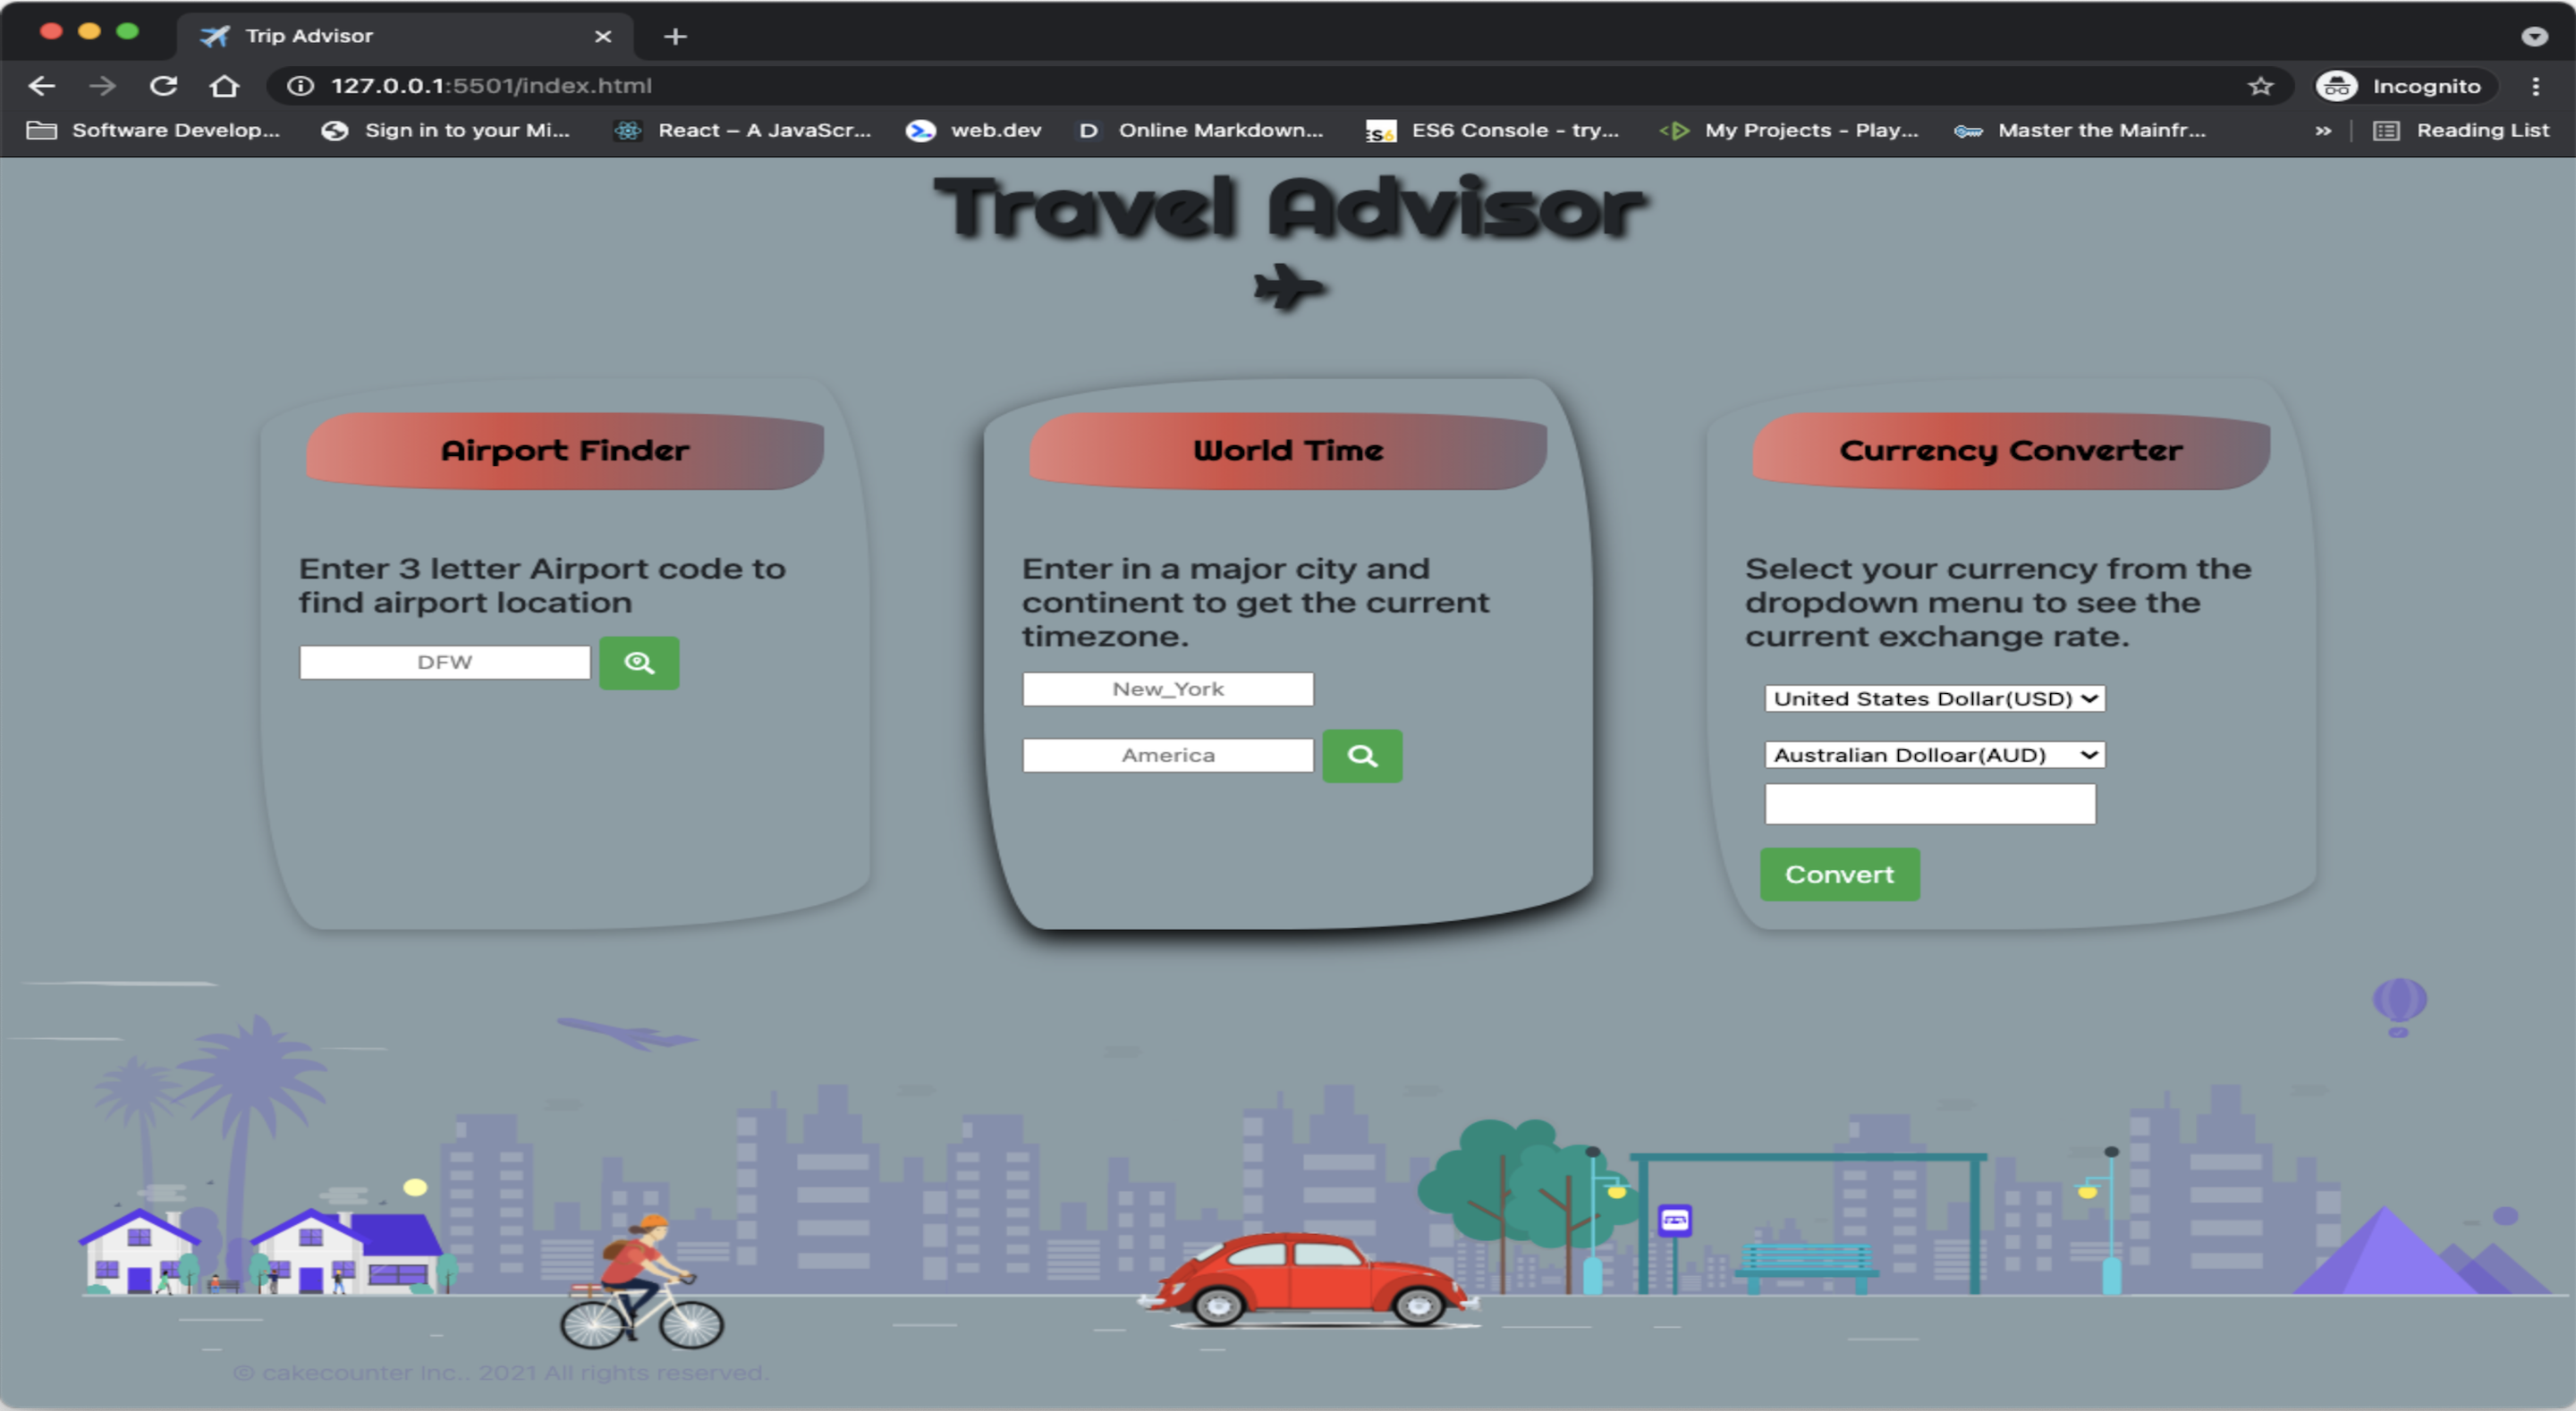 Trip Advisor
127.0.0.1:5501/index.html
Incognito
Software Develop...
Sign in to your Mi...
React – A JavaScr...
web.dev
D
Online Markdown...
ES6
ES6 Console - try...
My Projects - Play...
Master the Mainfr...
»
Reading List
Travel Advisor
Airport Finder
Enter 3 letter Airport code to
find airport location
DFW
World Time
Enter in a major city and
continent to get the current
timezone.
New_York
America
Currency Converter
Select your currency from the
dropdown menu to see the
current exchange rate.
United States Dollar(USD)
Australian Dolloar(AUD)
Convert
© cakecounter Inc.. 2021 All rights reserved.